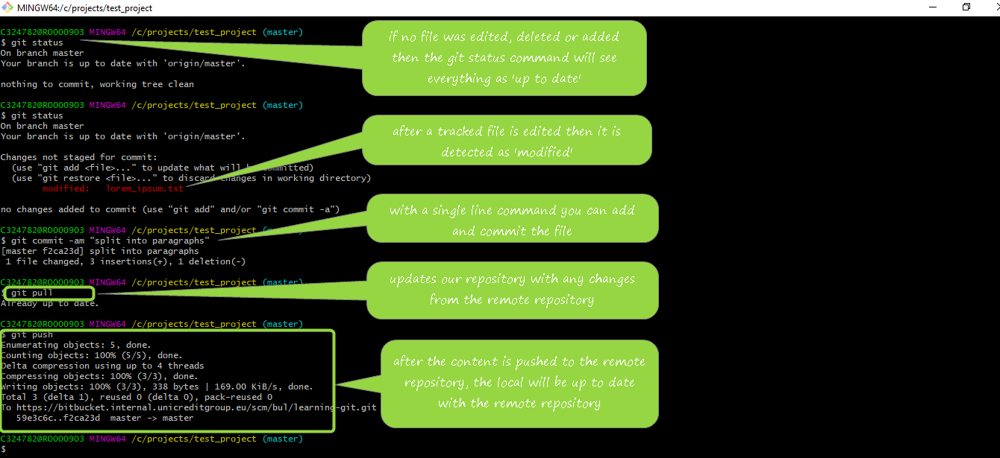 MINGW64:/c/projects/test_project
C324782@RO00O903 MINGW64 /c/projects/test_project (master)
$ git status
On branch master
Your branch is up to date with 'origin/master'.
nothing to commit, working tree clean
if no file was edited, deleted or added
then the git status command will see
everything as 'up to date'
C324782@RO00O903 MINGW64 /c/projects/test_project (master)
$ git status
On branch master
Your branch is up to date with 'origin/master'.
after a tracked file is edited then it is
detected as 'modified'
Changes not staged for commit:
(use "git add <file>..." to update what will be committed)
(use "git restore <file>..." to discard changes in working directory)
modified: lorem_ipsum.txt
no changes added to commit (use "git add" and/or "git commit -a")
with a single line command you can add
and commit the file
C324782@RO00O903 MINGW64 /c/projects/test_project (master)
$ git commit -am "split into paragraphs"
[master f2ca23d] split into paragraphs
1 file changed, 3 insertions(+), 1 deletion(-)
C324782@RO00O903 MINGW64 /c/projects/test_project (master)
$ git pull
Already up to date.
updates our repository with any changes
from the remote repository
C324782@RO00O903 MINGW64 /c/projects/test_project (master)
$ git push
Enumerating objects: 5, done.
Counting objects: 100% (5/5), done.
Delta compression using up to 4 threads
Compressing objects: 100% (3/3), done.
Writing objects: 100% (3/3), 338 bytes | 169.00 KiB/s, done.
Total 3 (delta 1), reused 0 (delta 0), pack-reused 0
To https://bitbucket.internal.unicreditgroup.eu/scm/bul/learning-git.git
59e3c6c..f2ca23d master -> master
after the content is pushed to the remote
repository, the local will be up to date
with the remote repository
C324782@RO00O903 MINGW64 /c/projects/test_project (master)
$